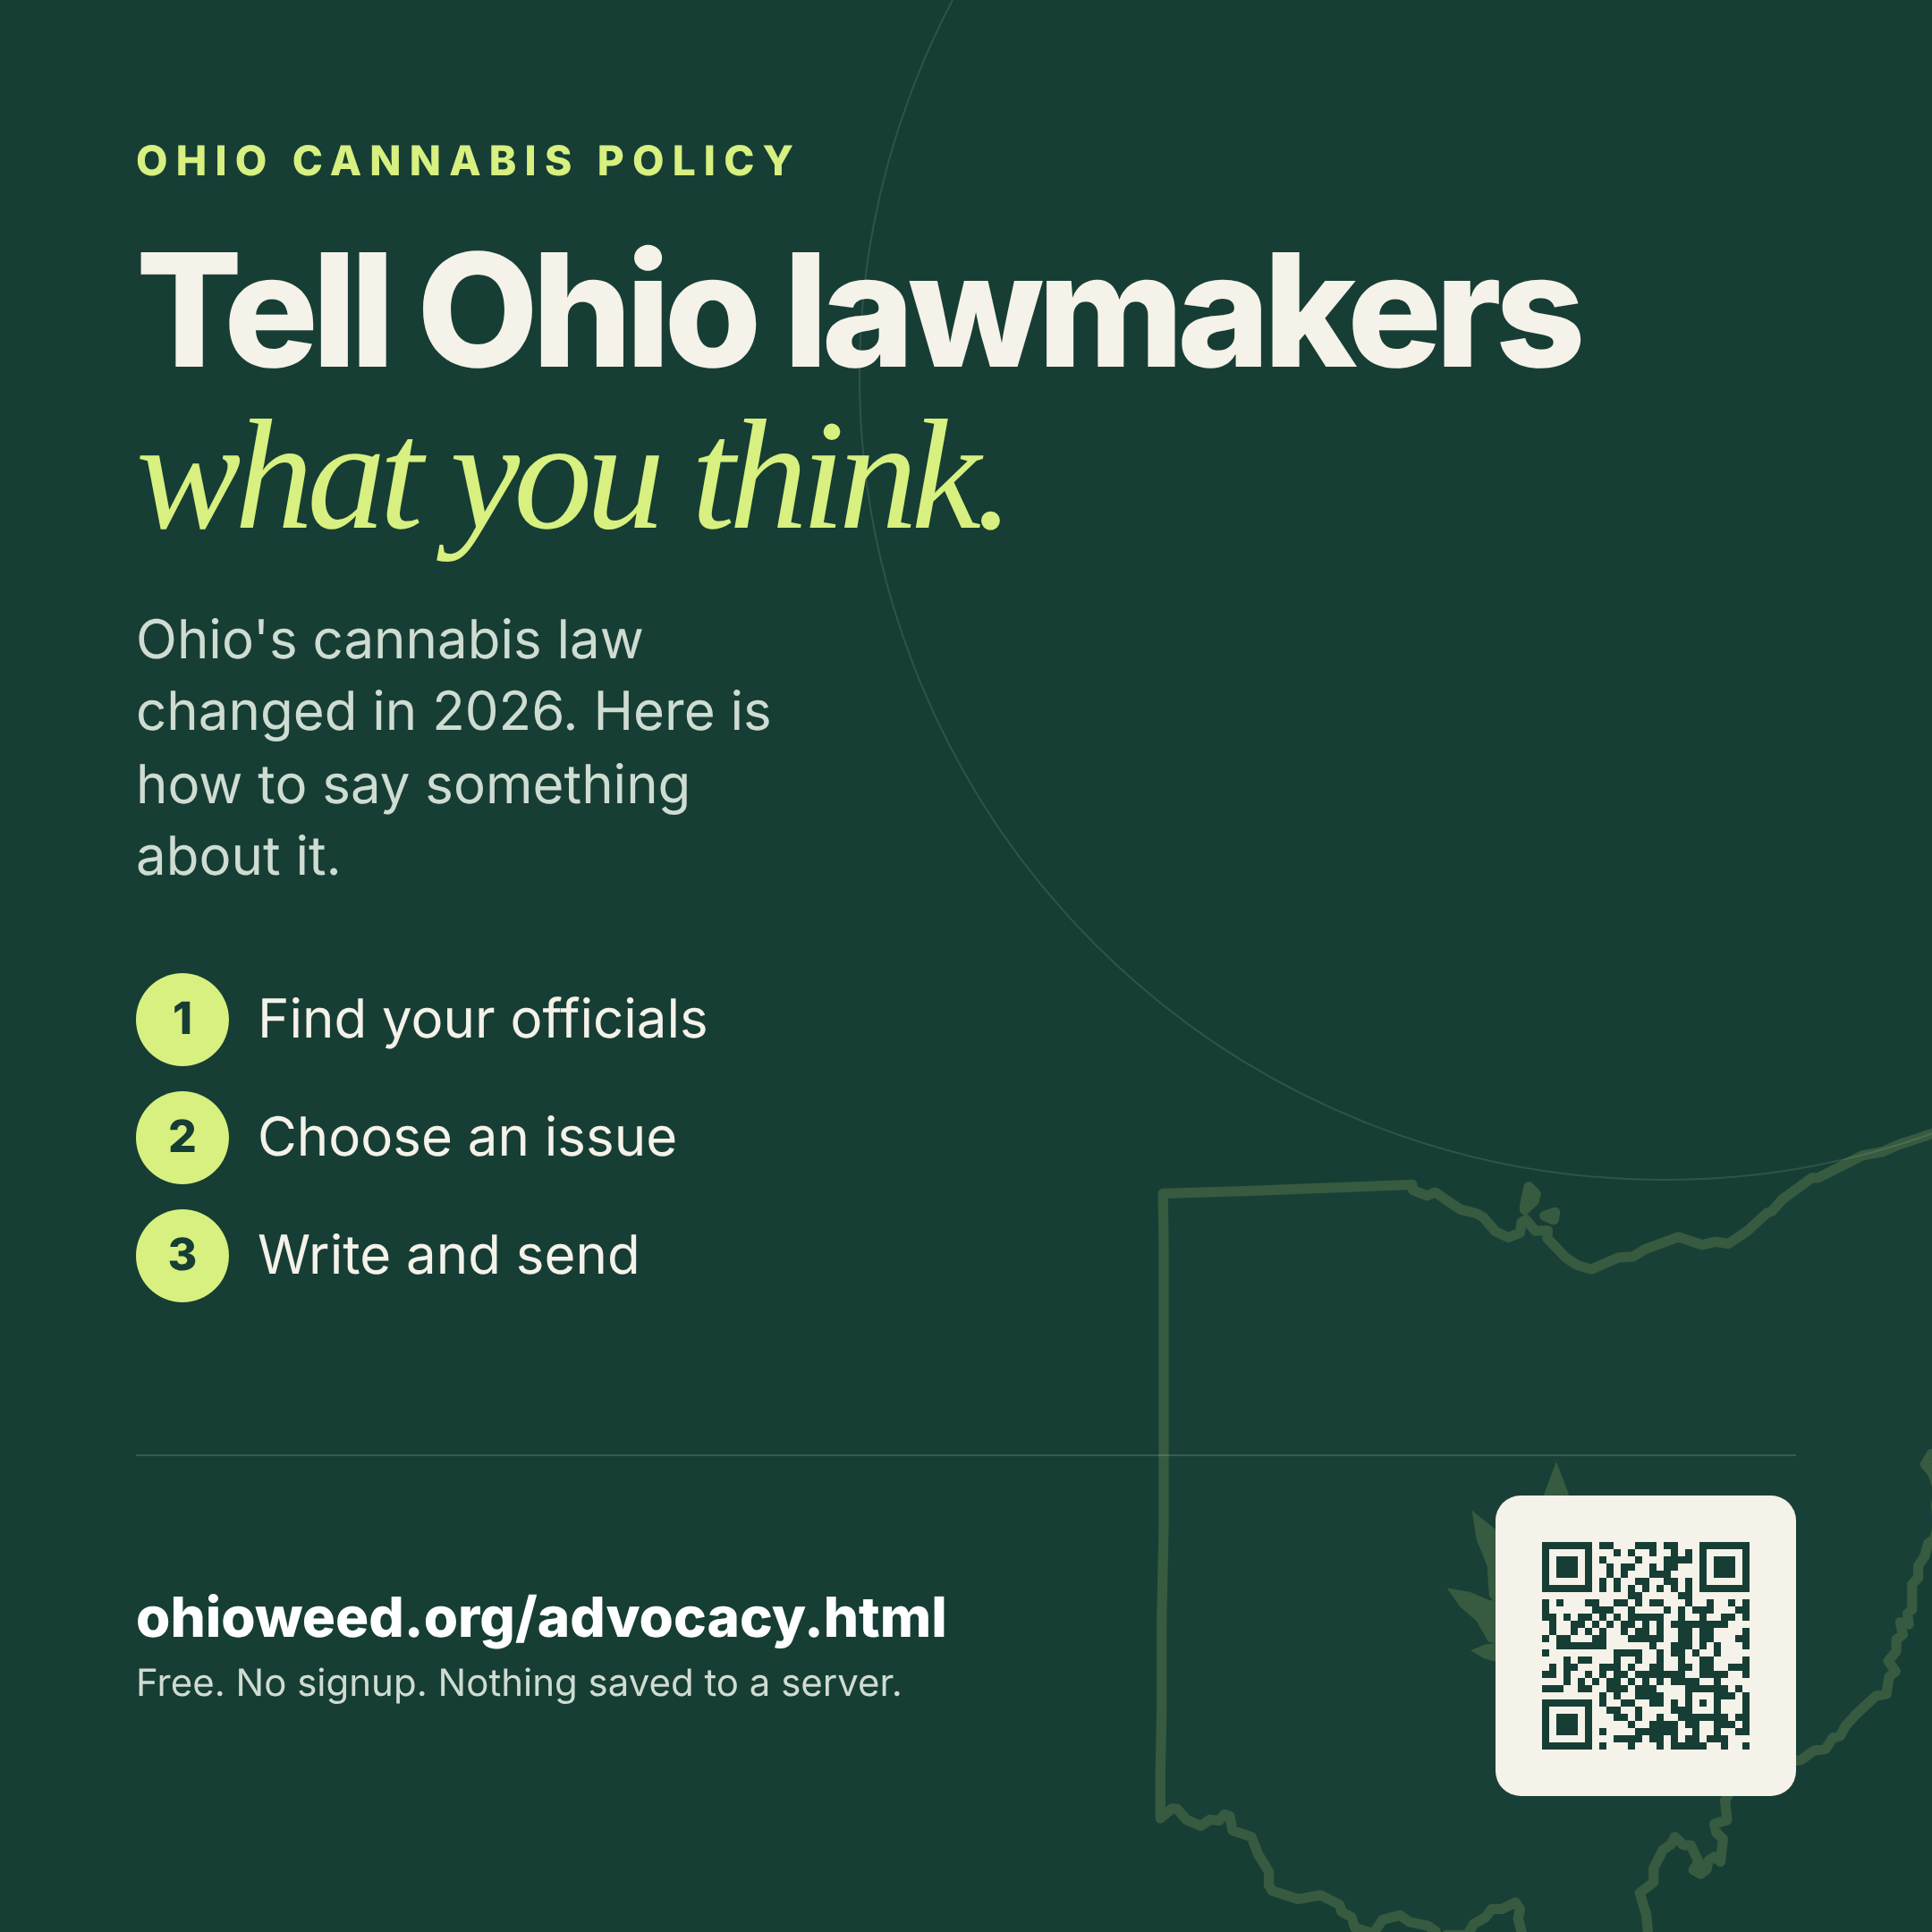 OHIO CANNABIS POLICY
Tell Ohio lawmakers
what you think.
Ohio's cannabis law
changed in 2026. Here is
how to say something
about it.
1 Find your officials
2 Choose an issue
3 Write and send
ohioweed.org/advocacy.html
Free. No signup. Nothing saved to a server.